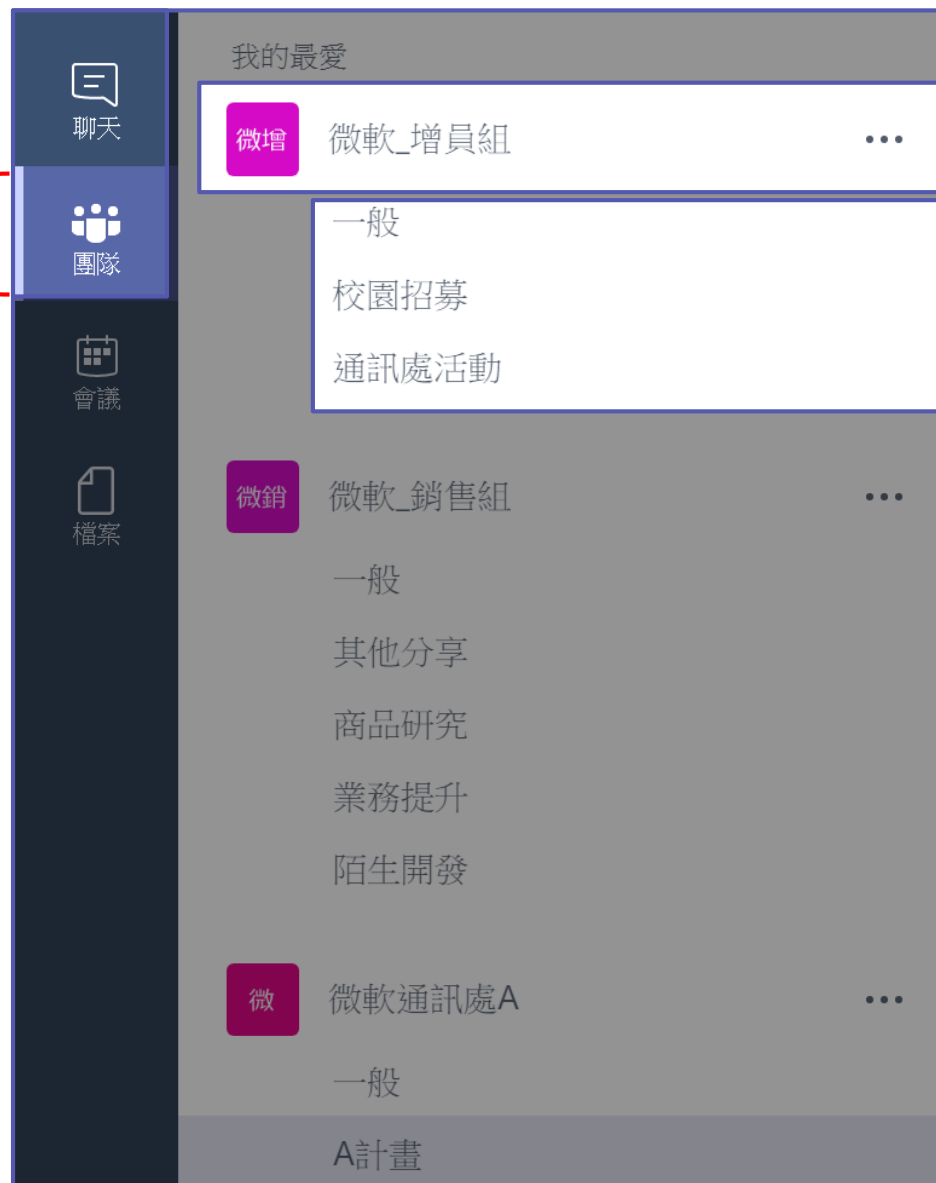 聊天
團隊
會議
檔案
我的最愛
微增 微軟_增員組
一般
校園招募
通訊處活動
微銷 微軟_銷售組
一般
其他分享
商品研究
業務提升
陌生開發
微 微軟通訊處A
一般
A計畫